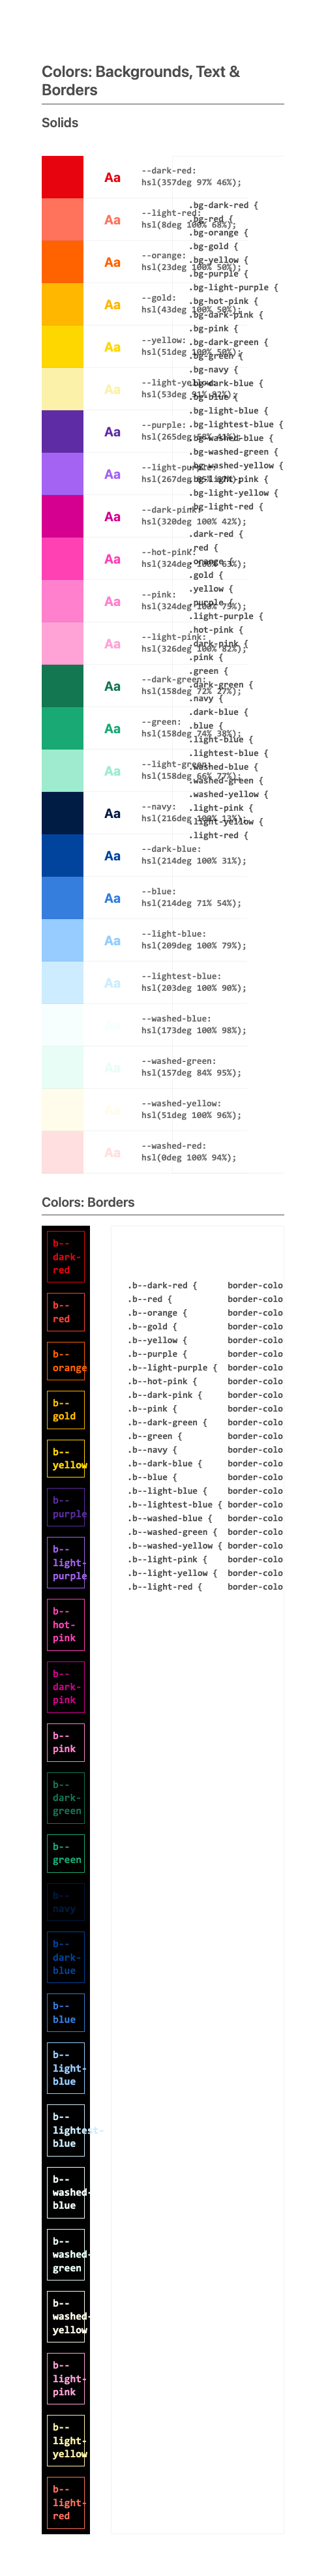 Colors: Backgrounds, Text &
Borders
Solids
Aa
--dark-red:
hsl(357deg 97% 46%);
Aa
--light-red:
hsl(8deg 100% 68%);
Aa
--orange:
hsl(23deg 100% 50%);
Aa
--gold:
hsl(43deg 100% 50%);
Aa
--yellow:
hsl(51deg 100% 50%);
Aa
--light-yellow:
hsl(53deg 91% 82%);
Aa
--purple:
hsl(265deg
Aa
--light-purple:
hsl(267deg
Aa
--dark-pink:
hsl(320deg 100% 42%);
Aa
--hot-pink:
hsl(324deg 100% 63%);
Aa
--pink:
hsl(324deg 100% 75%);
Aa
--light-pink:
hsl(326deg 100% 82%);
Aa
--dark-green:
hsl(158deg 72% 27%);
Aa
--green:
hsl(158deg 74% 38%);
Aa
--light-green:
hsl(158deg 66% 77%);
Aa
--navy:
hsl(216deg 100% 13%);
Aa
--dark-blue:
hsl(214deg 100% 31%);
Aa
--blue:
hsl(214deg 71% 54%);
Aa
--light-blue:
hsl(209deg 100% 79%);
Aa
--lightest-blue:
hsl(203deg 100% 90%);
Aa
--washed-blue:
hsl(173deg 100% 98%);
Aa
--washed-green:
hsl(157deg 84% 95%);
Aa
--washed-yellow:
hsl(51deg 100% 96%);
Aa
--washed-red:
hsl(0deg 100% 94%);
.bg-dark-red {
.bg-red {
.bg-orange {
.bg-gold {
.bg-yellow {
.bg-purple {
.bg-light-purple {
.bg-hot-pink {
.bg-dark-pink {
.bg-pink {
.bg-dark-green {
.bg-green {
.bg-navy {
.bg-dark-blue {
.bg-blue {
.bg-light-blue {
.bg-lightest-blue {
.bg-washed-blue {
.bg-washed-green {
.bg-washed-yellow {
.bg-light-pink {
.bg-light-yellow {
.bg-light-red {
.dark-red {
.red {
.orange {
.gold {
.yellow {
.purple {
.light-purple {
.hot-pink {
.dark-pink {
.pink {
.green {
.dark-green {
.navy {
.dark-blue {
.blue {
.light-blue {
.lightest-blue {
.washed-blue {
.washed-green {
.washed-yellow {
.light-pink {
.light-yellow {
.light-red {
Colors: Borders
b--
dark-
red
b--
red
b--
orange
b--
gold
b--
yellow
b--
purple
b--
light-
purple
b--
hot-
pink
b--
dark-
pink
b--
pink
b--
dark-
green
b--
green
b--
navy
b--
dark-
blue
b--
blue
b--
light-
blue
b--
lightest-
blue
b--
washed-
blue
b--
washed-
green
b--
washed-
yellow
b--
light-
pink
b--
light-
yellow
b--
light-
red
.b--dark-red { border-colo
.b--red { border-colo
.b--orange { border-colo
.b--gold { border-colo
.b--yellow { border-colo
.b--purple { border-colo
.b--light-purple { border-colo
.b--hot-pink { border-colo
.b--dark-pink { border-colo
.b--pink { border-colo
.b--dark-green { border-colo
.b--green { border-colo
.b--navy { border-colo
.b--dark-blue { border-colo
.b--blue { border-colo
.b--light-blue { border-colo
.b--lightest-blue { border-colo
.b--washed-blue { border-colo
.b--washed-green { border-colo
.b--washed-yellow { border-colo
.b--light-pink { border-colo
.b--light-yellow { border-colo
.b--light-red { border-colo